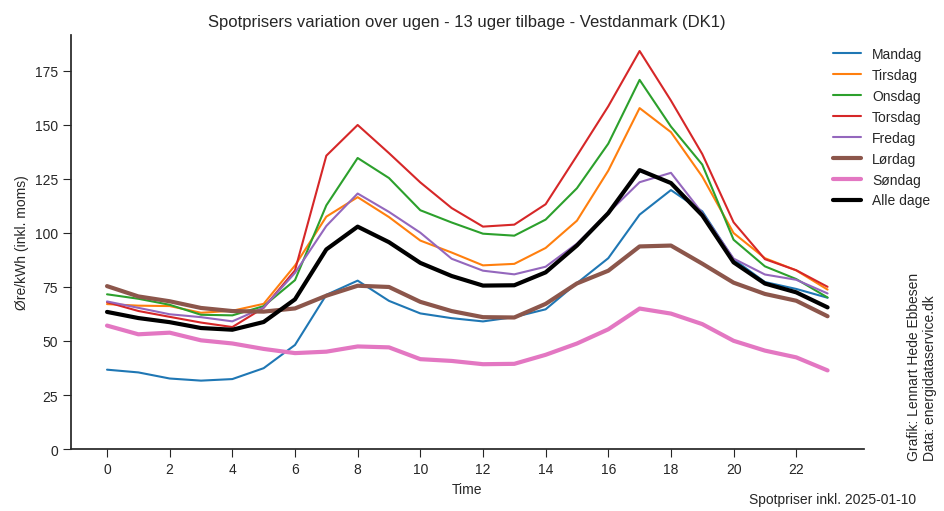 Spotprisers variation over ugen - 13 uger tilbage - Vestdanmark (DK1)
Øre/kWh (inkl. moms)
175
150
125
100
75
50
25
0
0 2 4 6 8 10 12 14 16 18 20 22
Time
Mandag
Tirsdag
Onsdag
Torsdag
Fredag
Lørdag
Søndag
Alle dage
Grafik: Lennart Hede Ebbesen
Data: energidataservice.dk
Spotpriser inkl. 2025-01-10